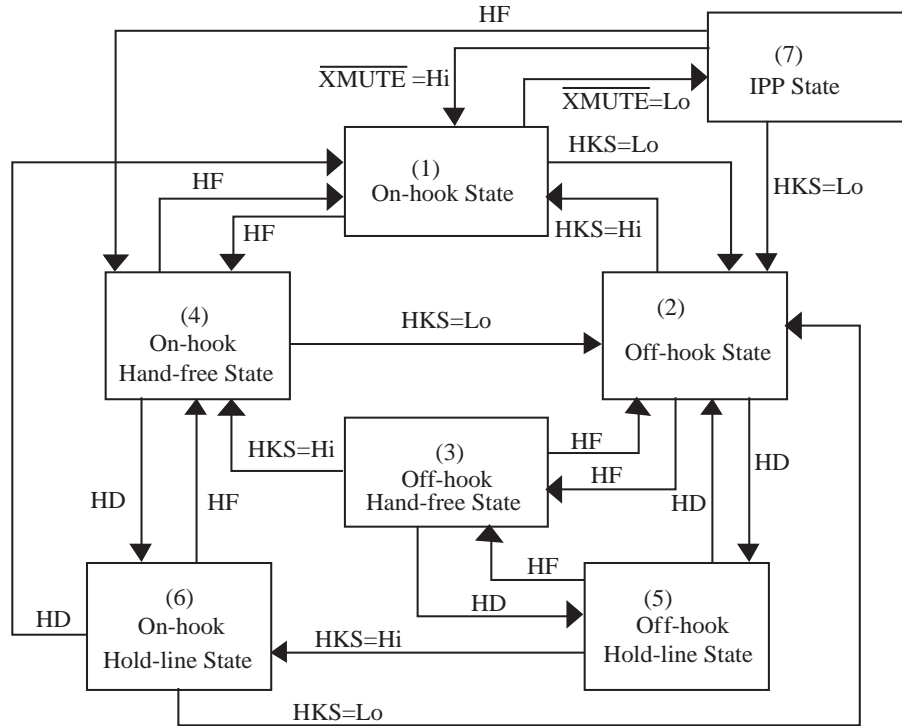 HF
(7)
IPP State
XMUTE =Hi
XMUTE=Lo
(1)
On-hook State
HKS=Lo
HKS=Lo
HF
HF
HKS=Hi
(4)
On-hook
Hand-free State
HKS=Lo
(2)
Off-hook State
HKS=Hi
(3)
Off-hook
Hand-free State
HF
HF
HD
HD
HF
HD
HF
HD
HD
(6)
On-hook
Hold-line State
HKS=Hi
(5)
Off-hook
Hold-line State
HKS=Lo